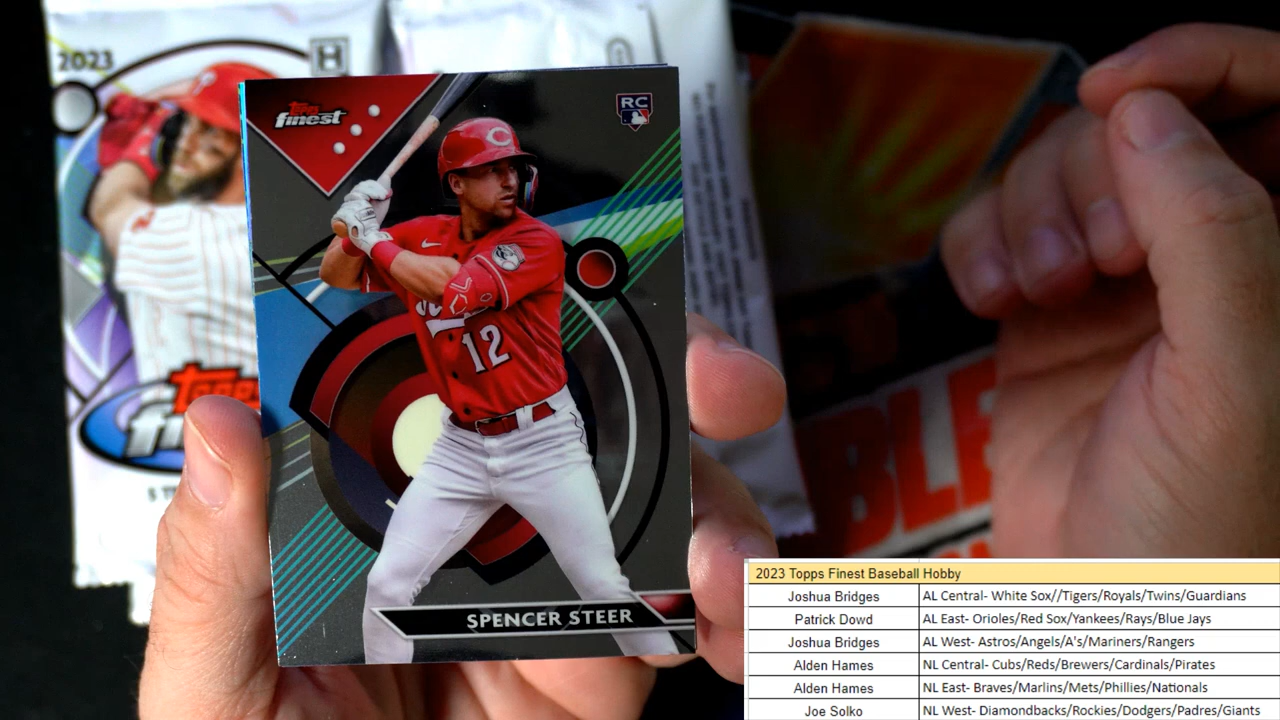 2023
H
Topps
finest
RC
12
SPENCER STEER
Topps
BLE
2023 Topps Finest Baseball Hobby
Joshua Bridges AL Central- White Sox//Tigers/Royals/Twins/Guardians
Patrick Dowd AL East- Orioles/Red Sox/Yankees/Rays/Blue Jays
Joshua Bridges AL West- Astros/Angels/A's/Mariners/Rangers
Alden Hames NL Central- Cubs/Reds/Brewers/Cardinals/Pirates
Alden Hames NL East- Braves/Marlins/Mets/Phillies/Nationals
Joe Solko NL West- Diamondbacks/Rockies/Dodgers/Padres/Giants